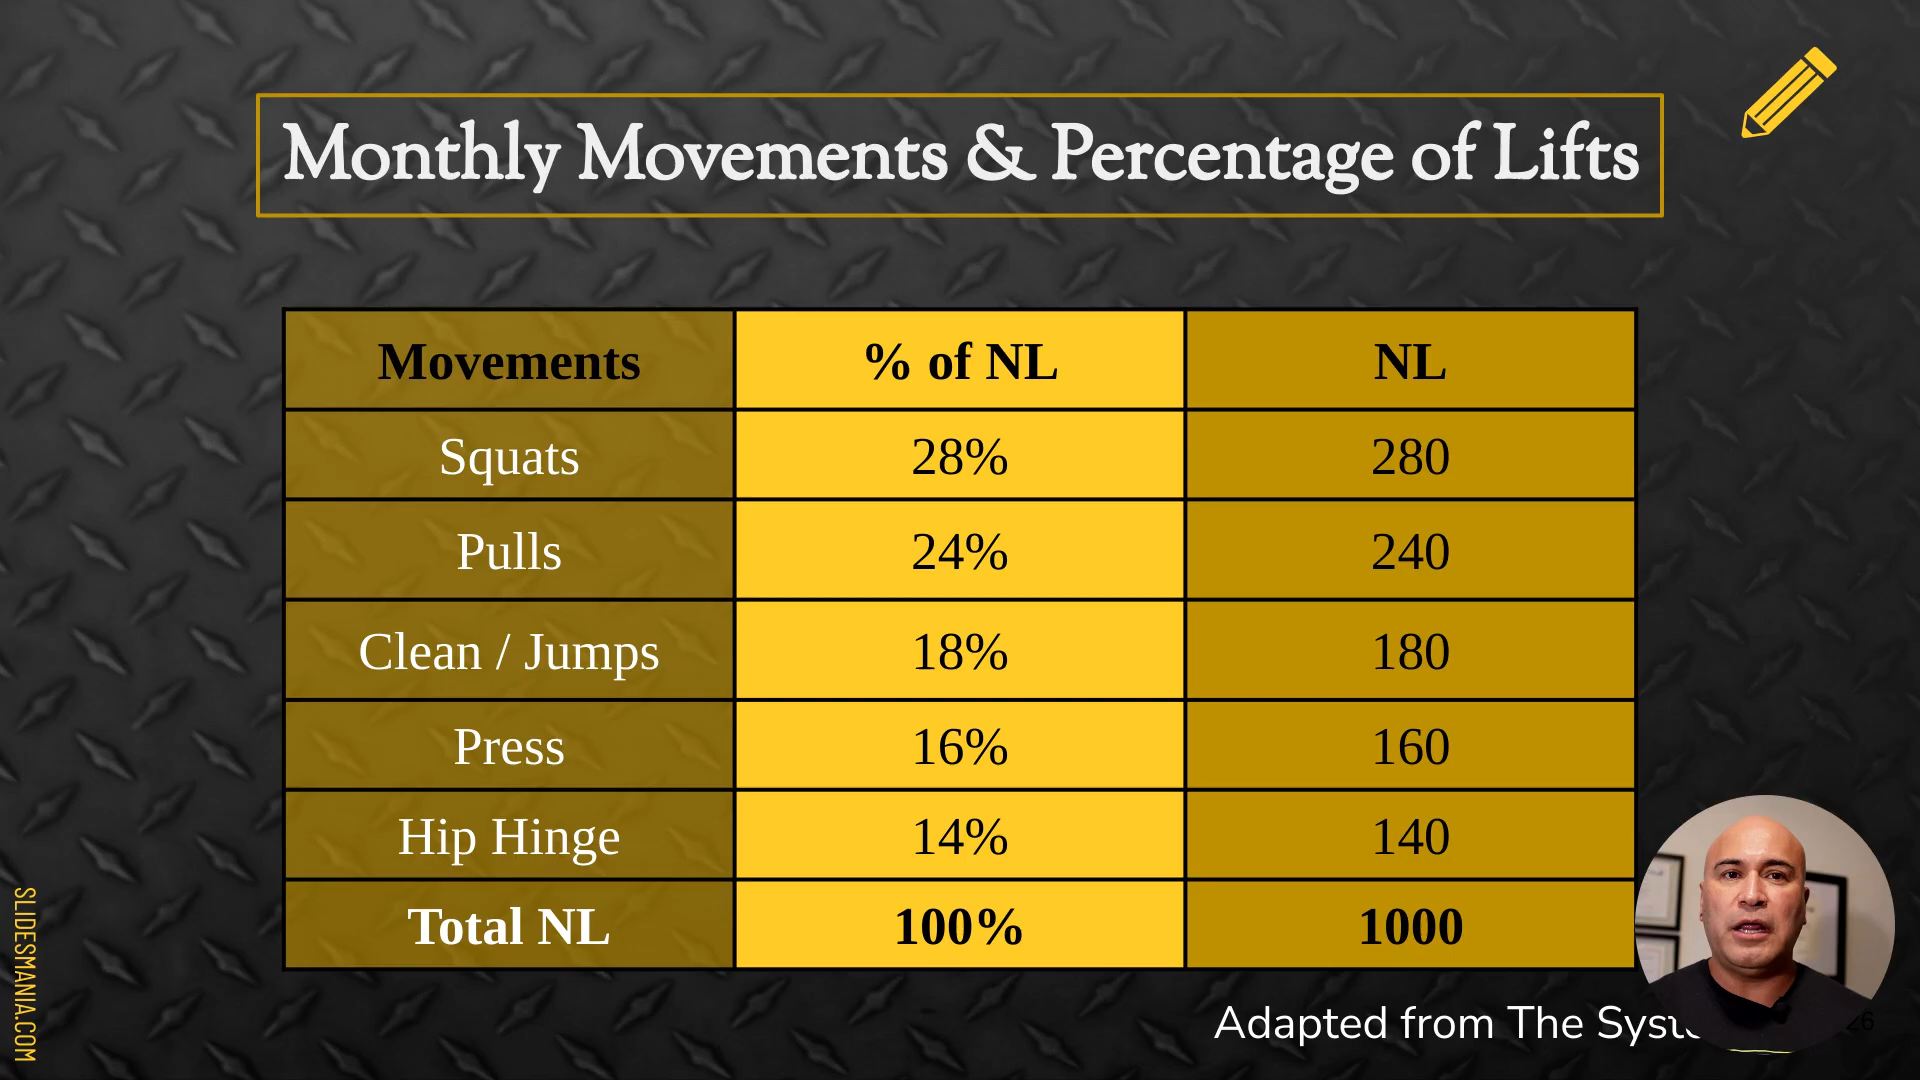 Monthly Movements & Percentage of Lifts
Movements % of NL NL
Squats 28% 280
Pulls 24% 240
Clean / Jumps 18% 180
Press 16% 160
Hip Hinge 14% 140
Total NL 100% 1000
Adapted from The
26
SLIDESMANIA.COM